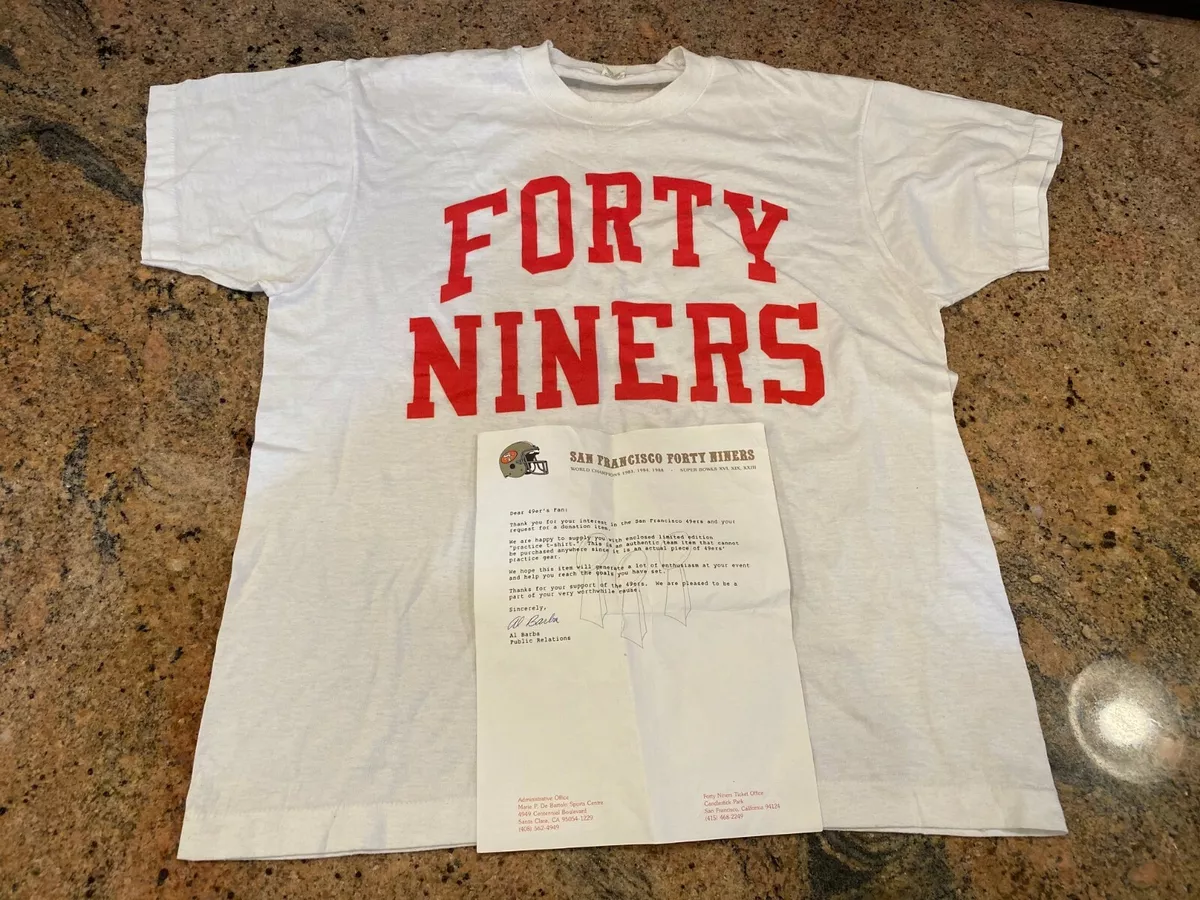 FORTY
NINERS
SAN FRANCISCO FORTY NINERS
WORLD CHAMPIONS 1981, 1984, 1988 · SUPER BOWLS XVI, XIX, XXIII
Dear 49er's Fan:
Thank you for your interest in the San Francisco 49ers and your
request for a donation item.
We are happy to supply you with enclosed limited edition
"practice t-shirt." This is an authentic team item that cannot
be purchased anywhere since it is an actual piece of 49ers'
practice gear.
We hope this item will generate a lot of enthusiasm at your event
and help you reach the goals you have set.
Thanks for your support of the 49ers. We are pleased to be a
part of your very worthwhile cause.
Sincerely,
Al Barba
Al Barba
Public Relations
Administrative Office
Marie P. De Bartolo Sports Centre
4949 Centennial Boulevard
Santa Clara, CA 95054-1229
(408) 562-4949
Forty Niners Ticket Office
Candlestick Park
San Francisco, California 94124
(415) 468-2249